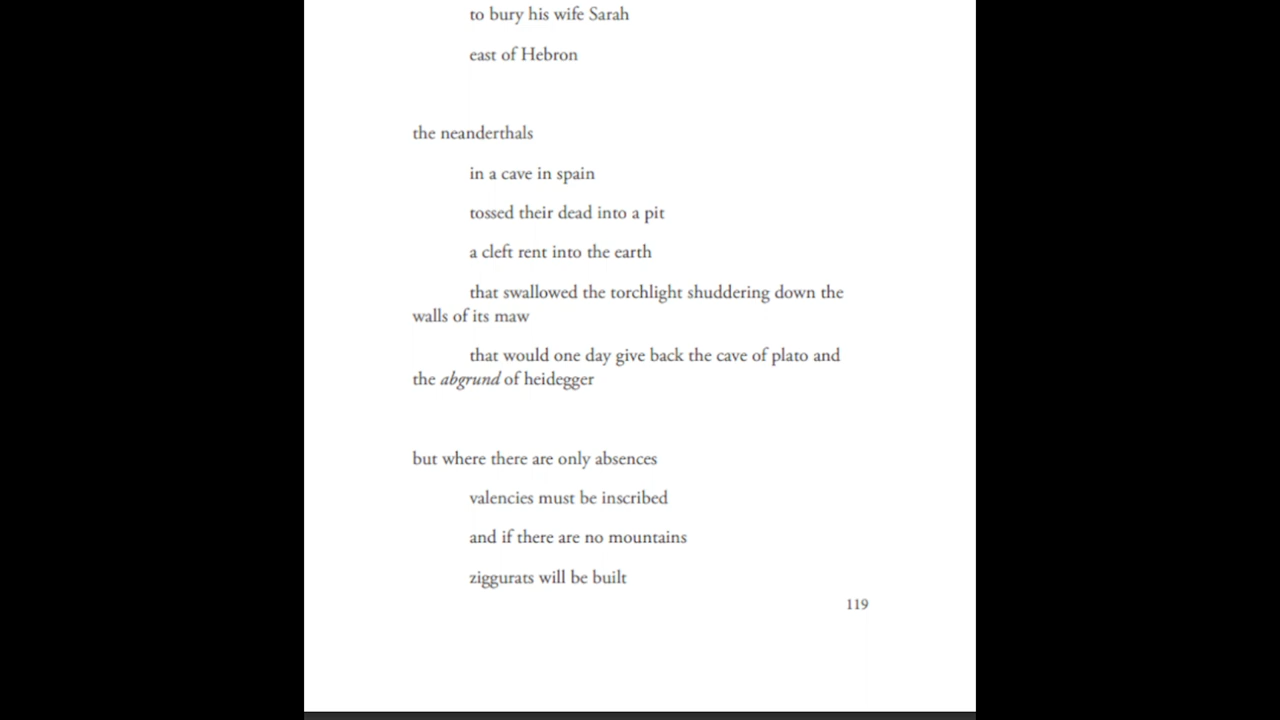 to bury his wife Sarah
east of Hebron
the neanderthals
in a cave in spain
tossed their dead into a pit
a cleft rent into the earth
that swallowed the torchlight shuddering down the
walls of its maw
that would one day give back the cave of plato and
the abgrund of heidegger
but where there are only absences
valencies must be inscribed
and if there are no mountains
ziggurats will be built
119